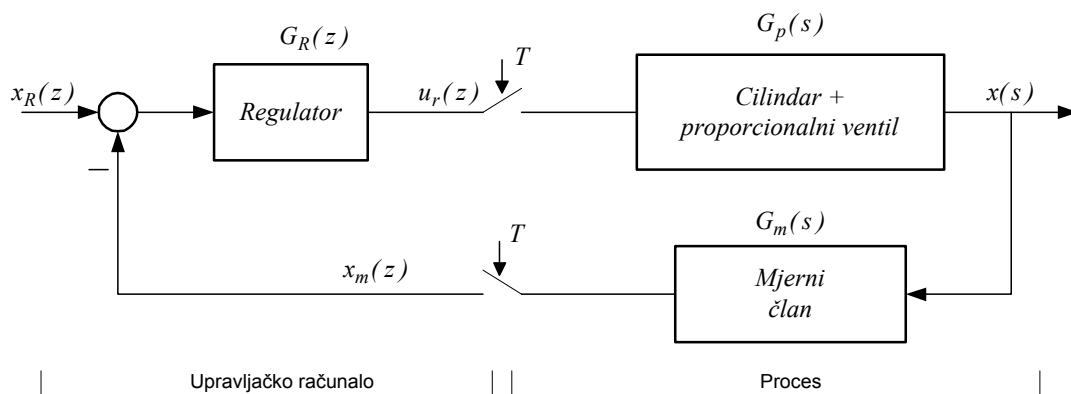 G_R(z)
G_p(s)
T
x_R(z)
Regulator
u_r(z)
Cilindar +
proporcionalni ventil
x(s)
—
G_m(s)
T
x_m(z)
Mjerni
član
Upravljačko računalo
Proces